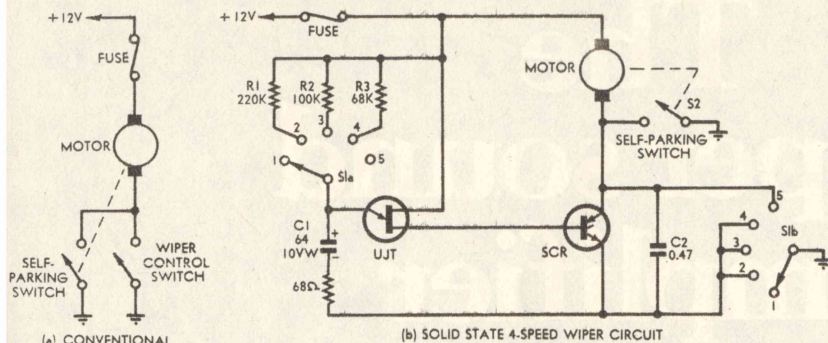 +12V
FUSE
MOTOR
SELF-
PARKING
SWITCH
WIPER
CONTROL
SWITCH
(a) CONVENTIONAL
+12V
FUSE
R1
220K
R2
100K
R3
68K
1
2
3
4
5
S1a
C1
64
10VW
+
−
68Ω
UJT
MOTOR
S2
SELF-PARKING
SWITCH
SCR
C2
0.47
5
4
3
2
1
S1b
(b) SOLID STATE 4-SPEED WIPER CIRCUIT